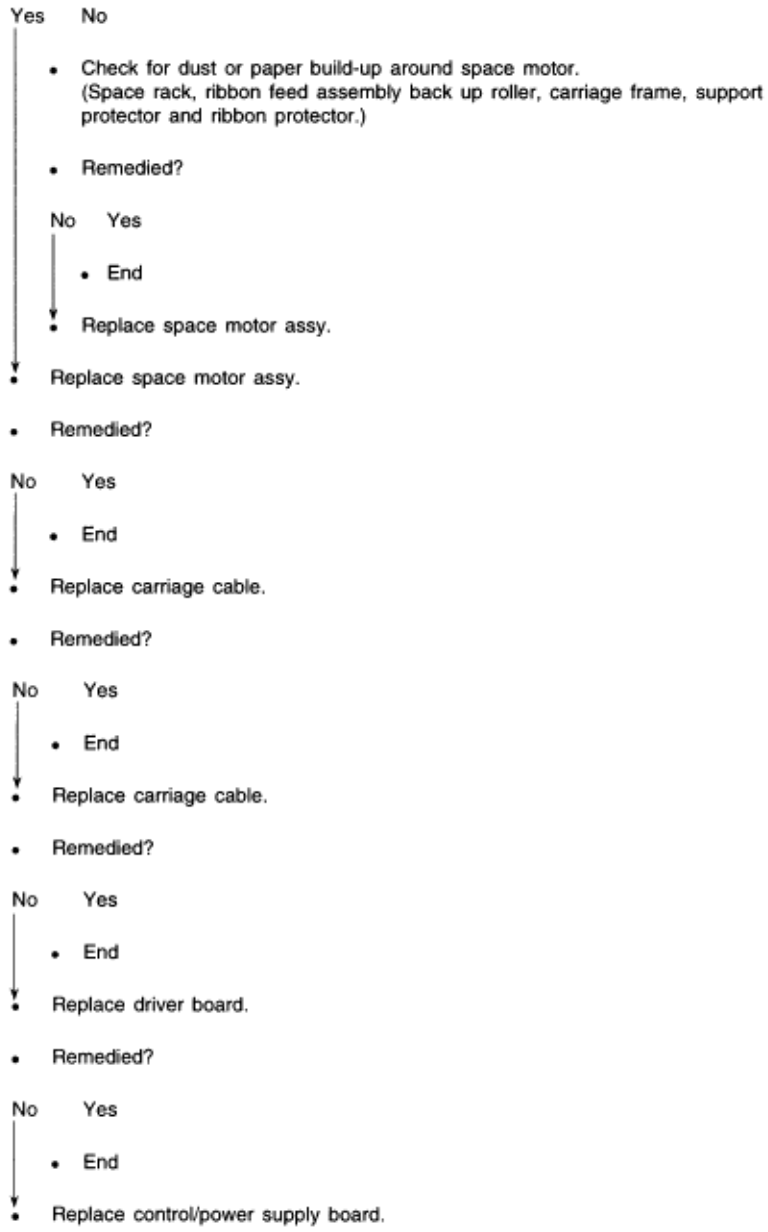 Yes No
• Check for dust or paper build-up around space motor.
(Space rack, ribbon feed assembly back up roller, carriage frame, support
protector and ribbon protector.)
• Remedied?
No Yes
• End
• Replace space motor assy.
• Replace space motor assy.
• Remedied?
No Yes
• End
• Replace carriage cable.
• Remedied?
No Yes
• End
• Replace carriage cable.
• Remedied?
No Yes
• End
• Replace driver board.
• Remedied?
No Yes
• End
• Replace control/power supply board.